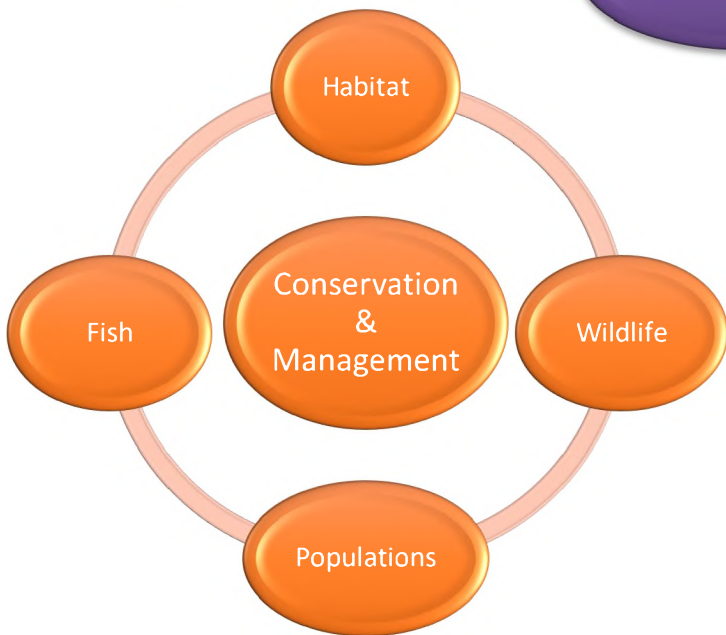 Habitat
Conservation
&
Management
Fish
Wildlife
Populations